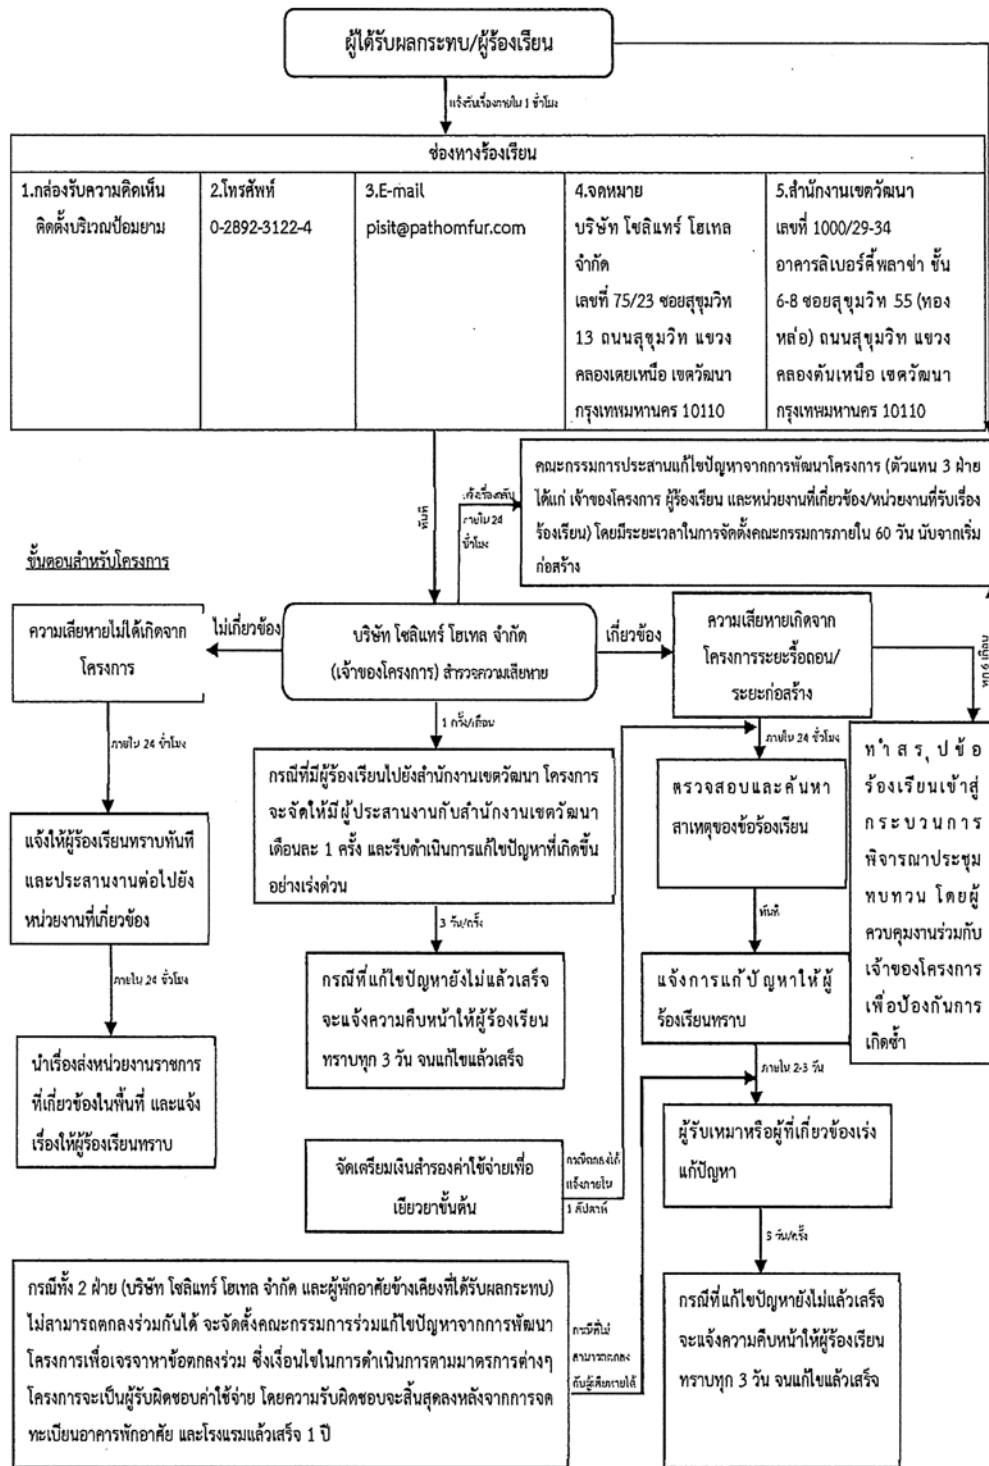 ผู้ได้รับผลกระทบ/ผู้ร้องเรียน
แจ้งรับเรื่องภายใน 1 ชั่วโมง
ช่องทางร้องเรียน
1.กล่องรับความคิดเห็น
ติดตั้งบริเวณป้อมยาม
2.โทรศัพท์
0-2892-3122-4
3.E-mail
pisit@pathomfur.com
4.จดหมาย
บริษัท โซลิแทร์ โฮเทล
จำกัด
เลขที่ 75/23 ซอยสุขุมวิท
13 ถนนสุขุมวิท แขวง
คลองเตยเหนือ เขตวัฒนา
กรุงเทพมหานคร 10110
5.สำนักงานเขตวัฒนา
เลขที่ 1000/29-34
อาคารลิเบอร์ตี้พลาซ่า ชั้น
6-8 ซอยสุขุมวิท 55 (ทอง
หล่อ) ถนนสุขุมวิท แขวง
คลองตันเหนือ เขตวัฒนา
กรุงเทพมหานคร 10110
ทันที
แจ้งเรื่องกลับ
ภายใน 24
ชั่วโมง
คณะกรรมการประสานแก้ไขปัญหาจากการพัฒนาโครงการ (ตัวแทน 3 ฝ่าย
ได้แก่ เจ้าของโครงการ ผู้ร้องเรียน และหน่วยงานที่เกี่ยวข้อง/หน่วยงานที่รับเรื่อง
ร้องเรียน) โดยมีระยะเวลาในการจัดตั้งคณะกรรมการภายใน 60 วัน นับจากเริ่ม
ก่อสร้าง
ขั้นตอนสำหรับโครงการ
ความเสียหายไม่ได้เกิดจาก
โครงการ
ไม่เกี่ยวข้อง
บริษัท โซลิแทร์ โฮเทล จำกัด
(เจ้าของโครงการ) สำรวจความเสียหาย
เกี่ยวข้อง
ความเสียหายเกิดจาก
โครงการระยะรื้อถอน/
ระยะก่อสร้าง
ทุก 6 เดือน
ภายใน 24 ชั่วโมง
1 ครั้ง/เดือน
ภายใน 24 ชั่วโมง
แจ้งให้ผู้ร้องเรียนทราบทันที
และประสานงานต่อไปยัง
หน่วยงานที่เกี่ยวข้อง
กรณีที่มีผู้ร้องเรียนไปยังสำนักงานเขตวัฒนา โครงการ
จะจัดให้มีผู้ประสานงานกับสำนักงานเขตวัฒนา
เดือนละ 1 ครั้ง และรีบดำเนินการแก้ไขปัญหาที่เกิดขึ้น
อย่างเร่งด่วน
ตรวจสอบและค้นหา
สาเหตุของข้อร้องเรียน
ทำสรุปข้อ
ร้องเรียนเข้าสู่
กระบวนการ
พิจารณาประชุม
ทบทวน โดยผู้
ควบคุมงานร่วมกับ
เจ้าของโครงการ
เพื่อป้องกันการ
เกิดซ้ำ
ภายใน 24 ชั่วโมง
3 วัน/ครั้ง
ทันที
นำเรื่องส่งหน่วยงานราชการ
ที่เกี่ยวข้องในพื้นที่ และแจ้ง
เรื่องให้ผู้ร้องเรียนทราบ
กรณีที่แก้ไขปัญหายังไม่แล้วเสร็จ
จะแจ้งความคืบหน้าให้ผู้ร้องเรียน
ทราบทุก 3 วัน จนแก้ไขแล้วเสร็จ
แจ้งการแก้ปัญหาให้ผู้
ร้องเรียนทราบ
ภายใน 2-3 วัน
จัดเตรียมเงินสำรองค่าใช้จ่ายเพื่อ
เยียวยาขั้นต้น
กรณีตกลงได้
แจ้งภายใน
1 สัปดาห์
ผู้รับเหมาหรือผู้ที่เกี่ยวข้องเร่ง
แก้ปัญหา
3 วัน/ครั้ง
กรณีทั้ง 2 ฝ่าย (บริษัท โซลิแทร์ โฮเทล จำกัด และผู้พักอาศัยข้างเคียงที่ได้รับผลกระทบ)
ไม่สามารถตกลงร่วมกันได้ จะจัดตั้งคณะกรรมการร่วมแก้ไขปัญหาจากการพัฒนา
โครงการเพื่อเจรจาหาข้อตกลงร่วม ซึ่งเงื่อนไขในการดำเนินการตามมาตรการต่างๆ
โครงการจะเป็นผู้รับผิดชอบค่าใช้จ่าย โดยความรับผิดชอบจะสิ้นสุดลงหลังจากการจด
ทะเบียนอาคารพักอาศัย และโรงแรมแล้วเสร็จ 1 ปี
กรณีที่ไม่
สามารถตกลง
กับผู้เสียหายได้
กรณีที่แก้ไขปัญหายังไม่แล้วเสร็จ
จะแจ้งความคืบหน้าให้ผู้ร้องเรียน
ทราบทุก 3 วัน จนแก้ไขแล้วเสร็จ